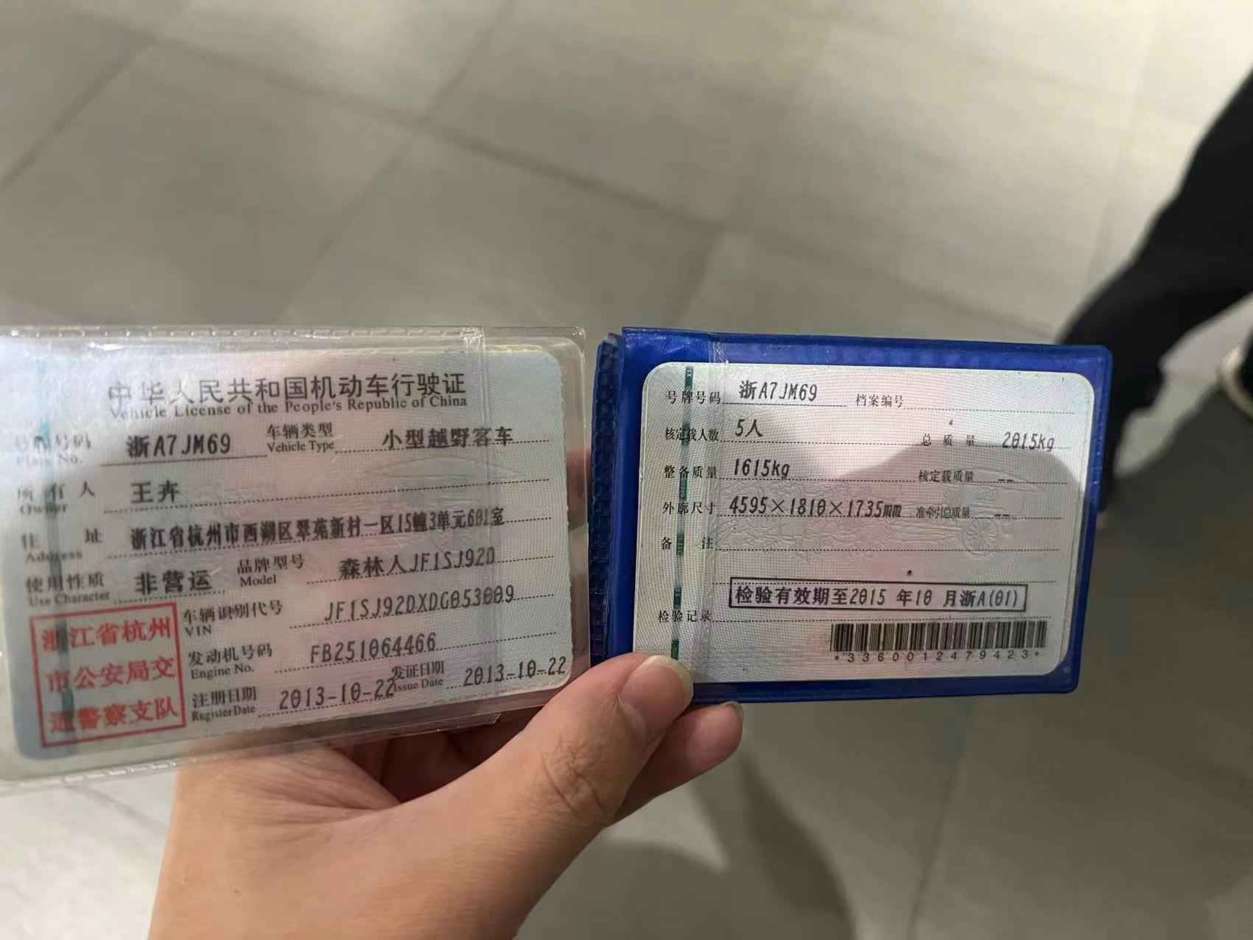 中华人民共和国机动车行驶证
Vehicle License of the People's Republic of China
号牌号码 浙A7JM69 车辆类型 小型越野客车
Plate No. Vehicle Type
所有人 王卉
Owner
住址 浙江省杭州市西湖区翠苑新村一区15幢3单元601室
Address
使用性质 非营运 品牌型号 森林人JF1SJ92D
Use Character Model
浙江省杭州
市公安局交
通警察支队
车辆识别代号 JF1SJ92DXDG053009
VIN
发动机号码 FB251064466
Engine No.
注册日期 2013-10-22 发证日期 2013-10-22
Register Date Issue Date
号牌号码 浙A7JM69 档案编号
核定载人数 5人 总质量 2015kg
整备质量 1615kg 核定载质量 --
外廓尺寸 4595×1810×1735mm 准牵引总质量 --
备注
检验有效期至2015 年10 月浙A(01)
检验记录
*3360012479423*